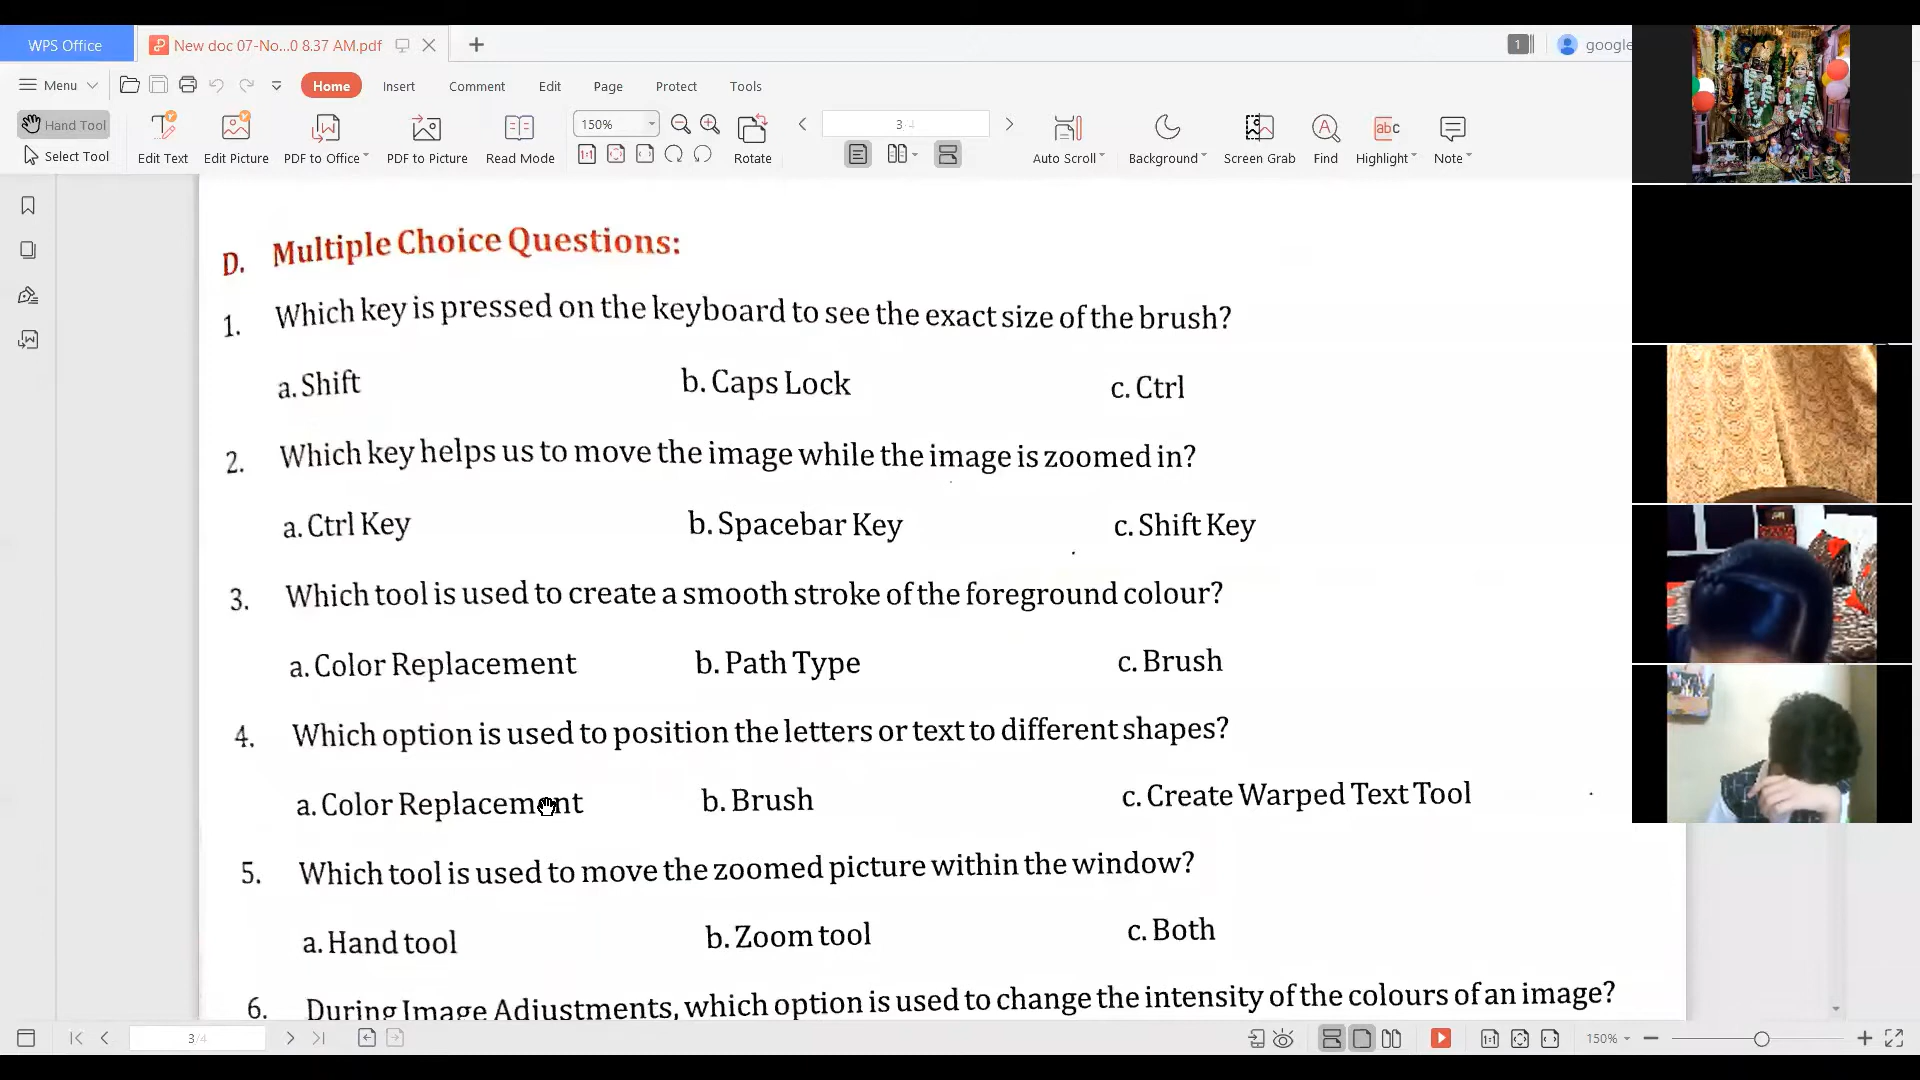 WPS Office
New doc 07-No...0 8.37 AM.pdf
1
google
Menu
Home
Insert
Comment
Edit
Page
Protect
Tools
Hand Tool
Select Tool
Edit Text
Edit Picture
PDF to Office
PDF to Picture
Read Mode
150%
Rotate
3/4
Auto Scroll
Background
Screen Grab
Find
Highlight
Note
D. Multiple Choice Questions:
1. Which key is pressed on the keyboard to see the exact size of the brush?
a. Shift b. Caps Lock c. Ctrl
2. Which key helps us to move the image while the image is zoomed in?
a. Ctrl Key b. Spacebar Key c. Shift Key
3. Which tool is used to create a smooth stroke of the foreground colour?
a. Color Replacement b. Path Type c. Brush
4. Which option is used to position the letters or text to different shapes?
a. Color Replacement b. Brush c. Create Warped Text Tool
5. Which tool is used to move the zoomed picture within the window?
a. Hand tool b. Zoom tool c. Both
6. During Image Adjustments, which option is used to change the intensity of the colours of an image?
3/4
150%